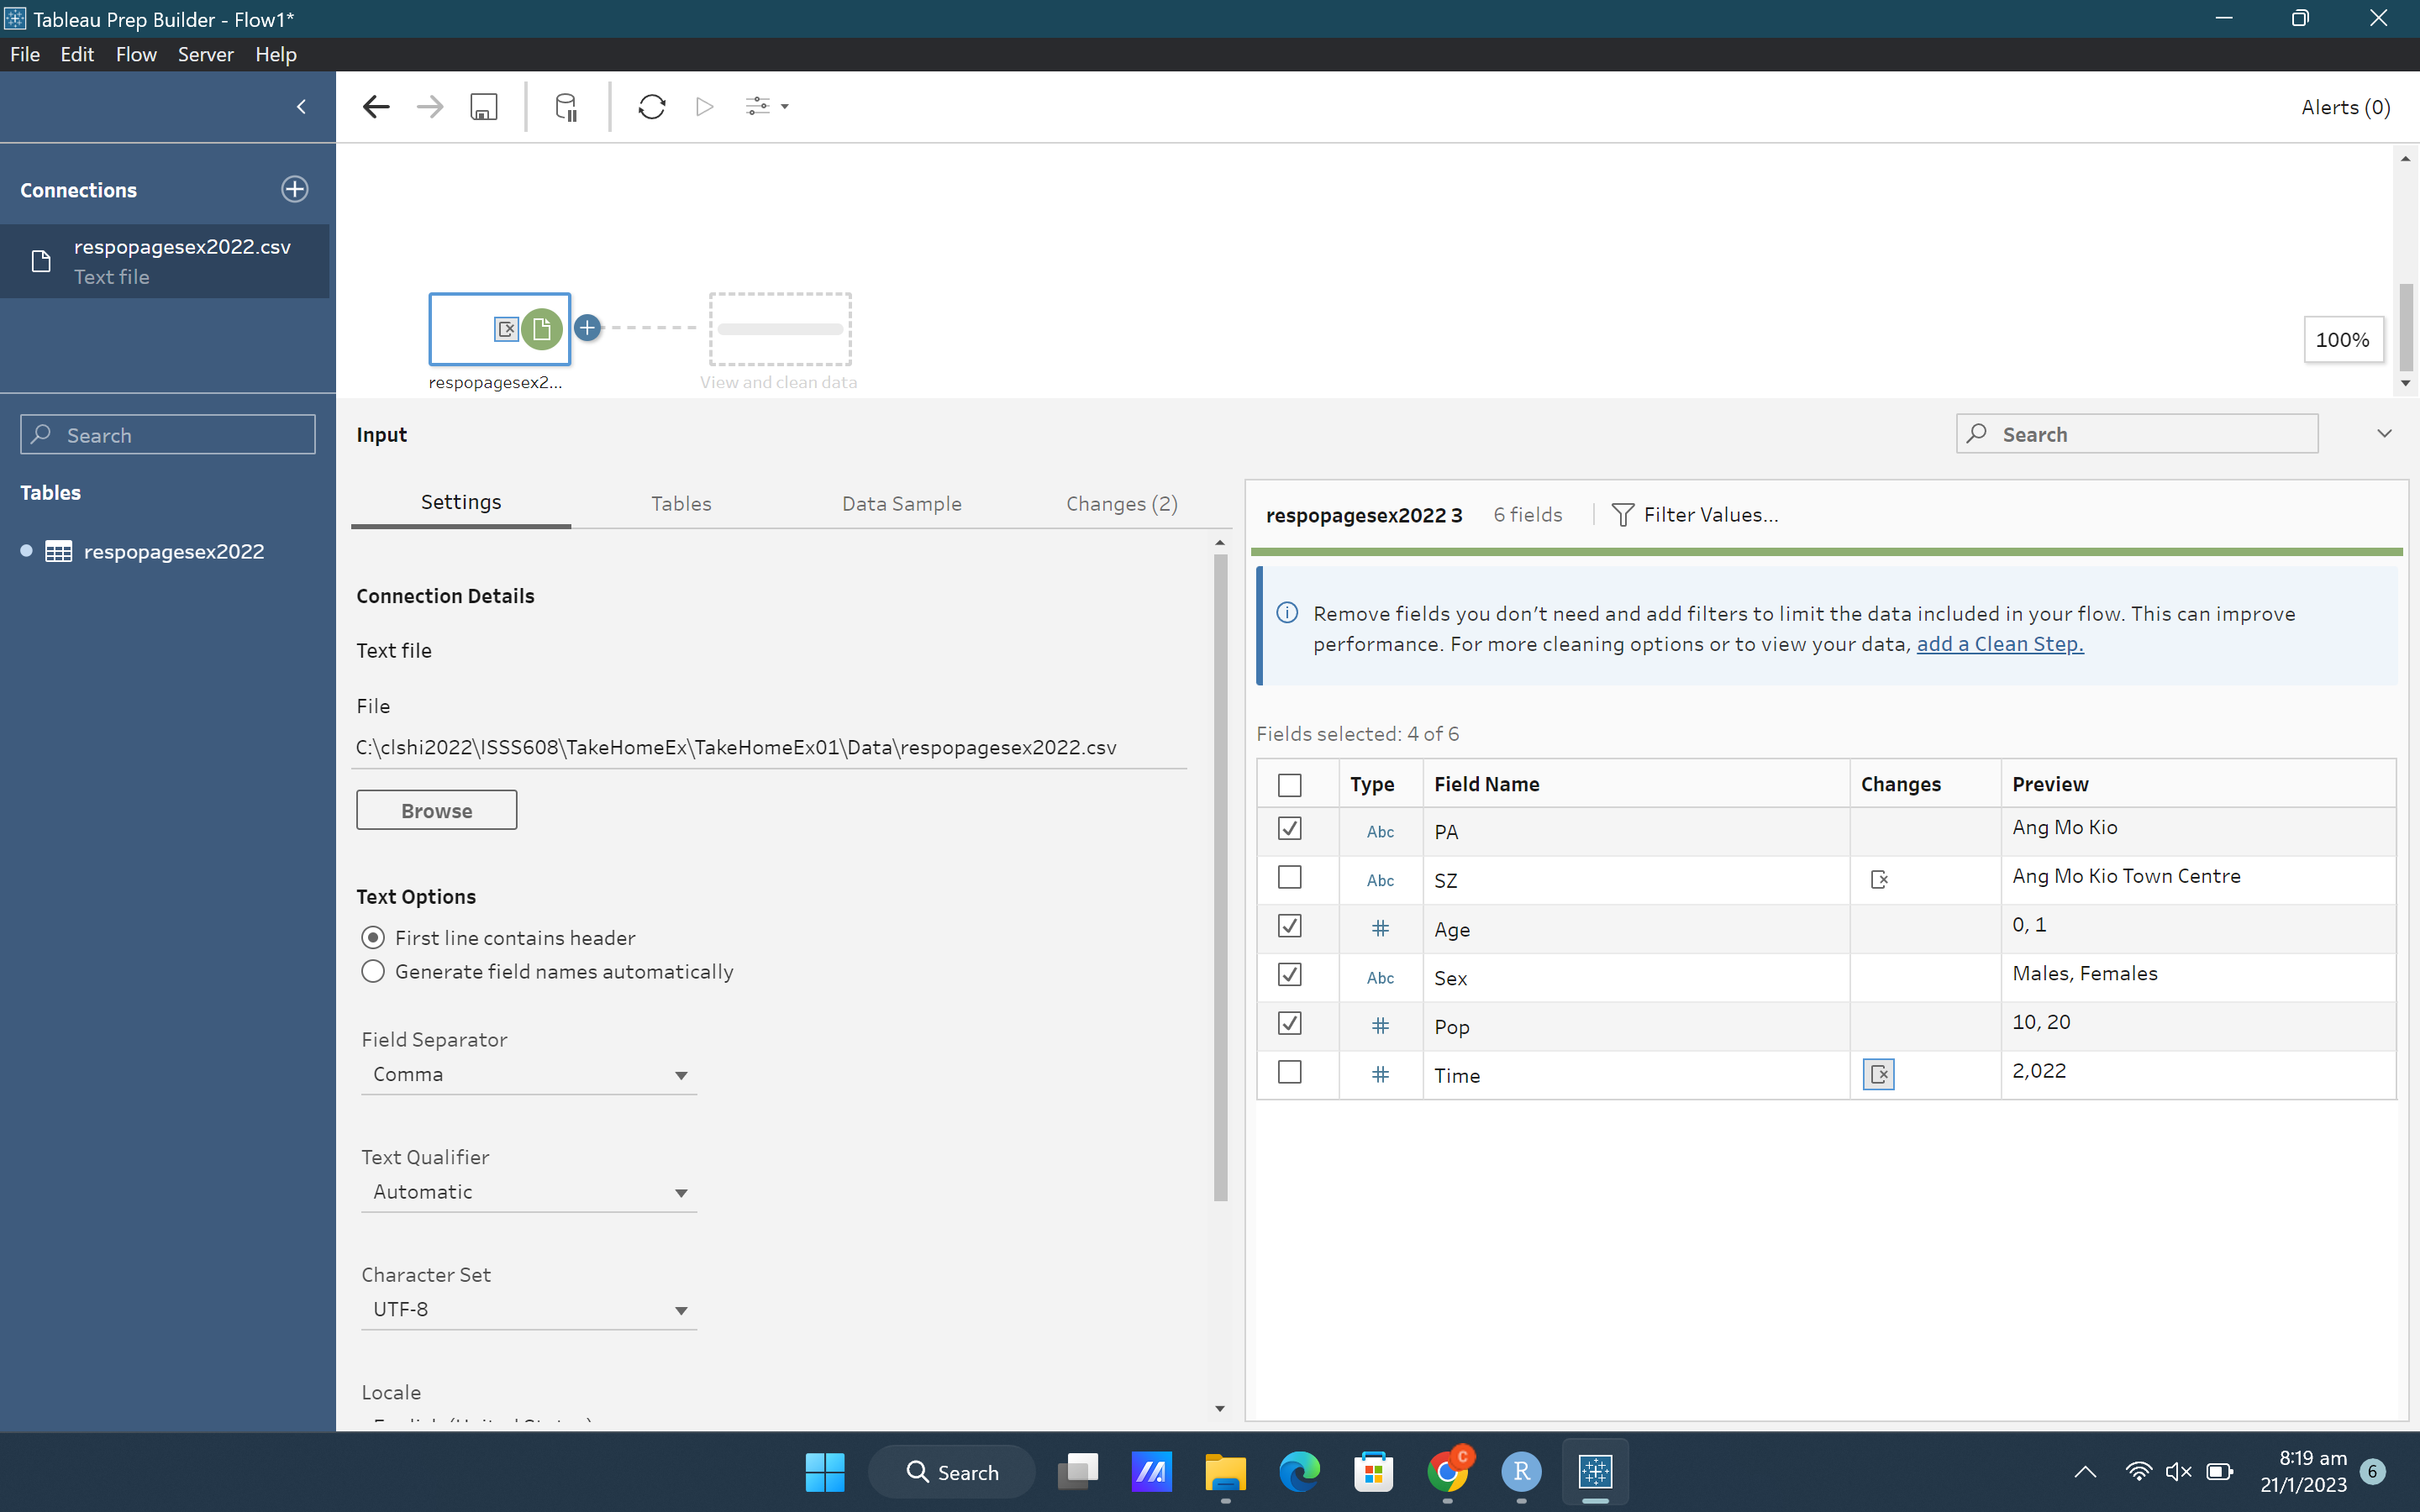 Tableau Prep Builder - Flow1*
File Edit Flow Server Help
Alerts (0)
Connections
respopagesex2022.csv
Text file
respopagesex2...
View and clean data
100%
Search
Tables
respopagesex2022
Input
Search
Settings
Tables
Data Sample
Changes (2)
Connection Details
Text file
File
C:\clshi2022\ISSS608\TakeHomeEx\TakeHomeEx01\Data\respopagesex2022.csv
Browse
Text Options
First line contains header
Generate field names automatically
Field Separator
Comma
Text Qualifier
Automatic
Character Set
UTF-8
Locale
respopagesex2022 3 6 fields Filter Values...
Remove fields you don't need and add filters to limit the data included in your flow. This can improve
performance. For more cleaning options or to view your data, add a Clean Step.
Fields selected: 4 of 6
Type Field Name Changes Preview
Abc PA Ang Mo Kio
Abc SZ Ang Mo Kio Town Centre
# Age 0, 1
Abc Sex Males, Females
# Pop 10, 20
# Time 2,022
Search
C
R
8:19 am
21/1/2023
6